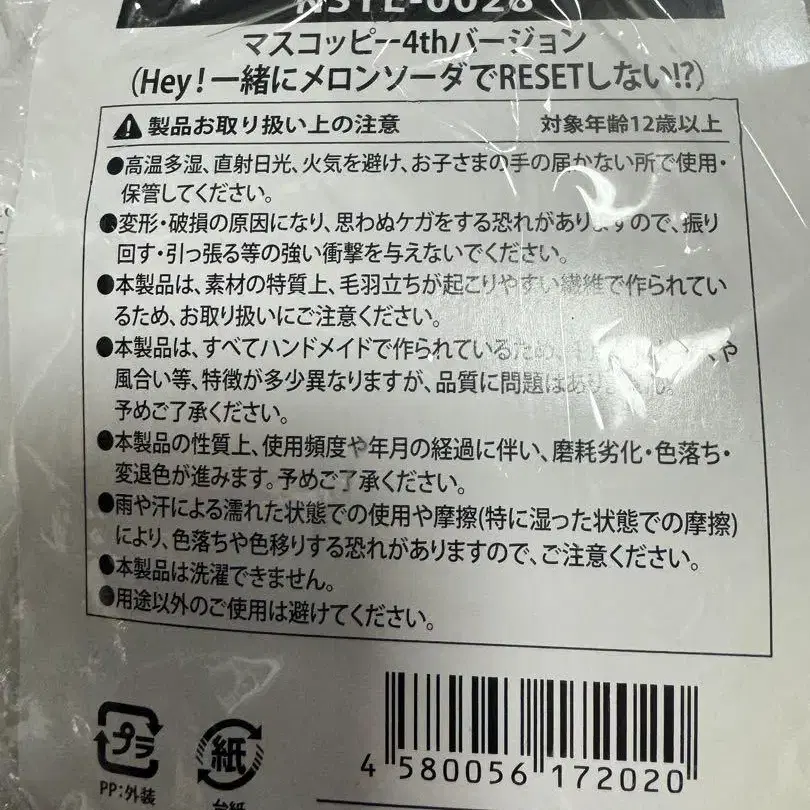 NSTE-0028
マスコッピー4thバージョン
(Hey!一緒にメロンソーダでRESETしない!?)
製品お取り扱い上の注意 対象年齢12歳以上
●高温多湿、直射日光、火気を避け、お子さまの手の届かない所で使用・
保管してください。
●変形・破損の原因になり、思わぬケガをする恐れがありますので、振り
回す・引っ張る等の強い衝撃を与えないでください。
●本製品は、素材の特質上、毛羽立ちが起こりやすい繊維で作られてい
るため、お取り扱いにご注意ください。
●本製品は、すべてハンドメイドで作られているため、や
風合い等、特徴が多少異なりますが、品質に問題はありません。
予めご了承ください。
●本製品の性質上、使用頻度や年月の経過に伴い、磨耗劣化・色落ち・
変退色が進みます。予めご了承ください。
●雨や汗による濡れた状態での使用や摩擦(特に湿った状態での摩擦)
により、色落ちや色移りする恐れがありますので、ご注意ください。
●本製品は洗濯できません。
●用途以外のご使用は避けてください。
プラ
PP:外装
紙
台紙
4 580056 172020